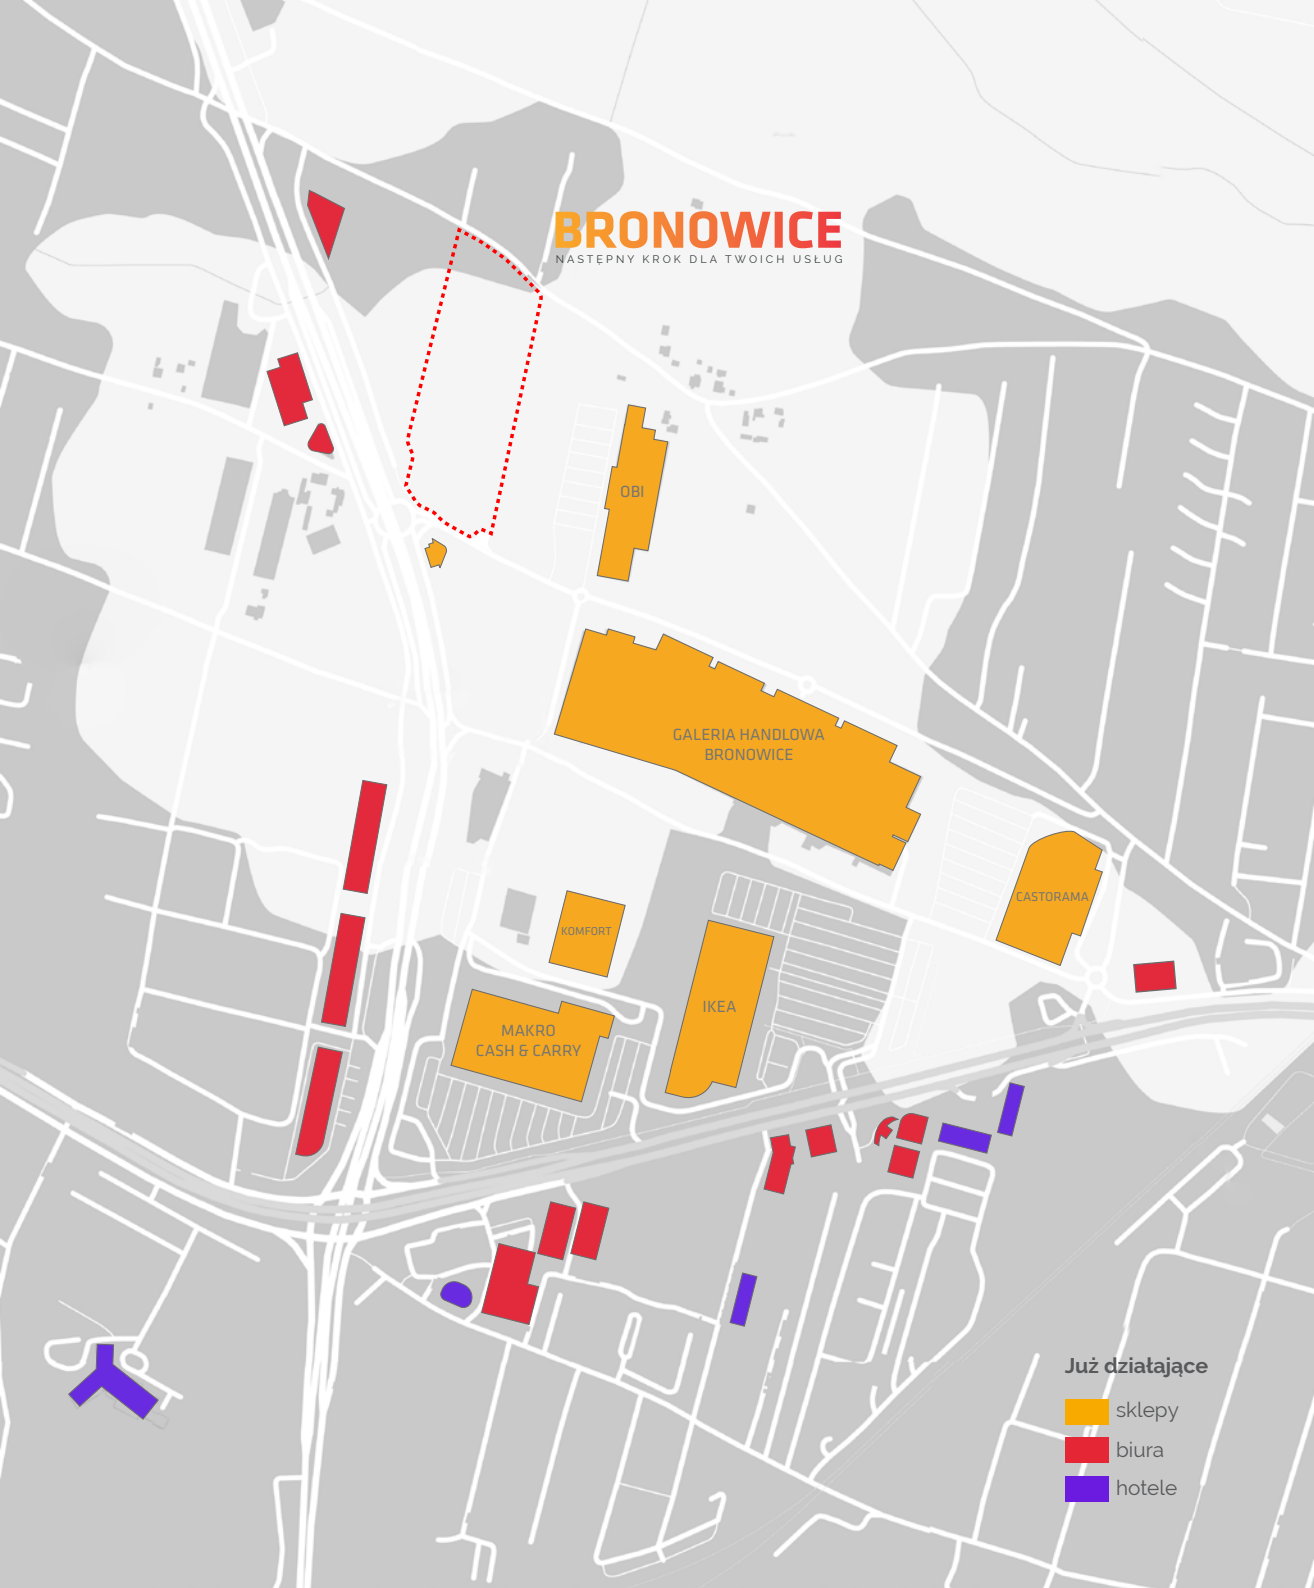 BRONOWICE
NASTĘPNY KROK DLA TWOICH USŁUG
OBI
GALERIA HANDLOWA
BRONOWICE
CASTORAMA
KOMFORT
IKEA
MAKRO
CASH & CARRY
Już działające
sklepy
biura
hotele